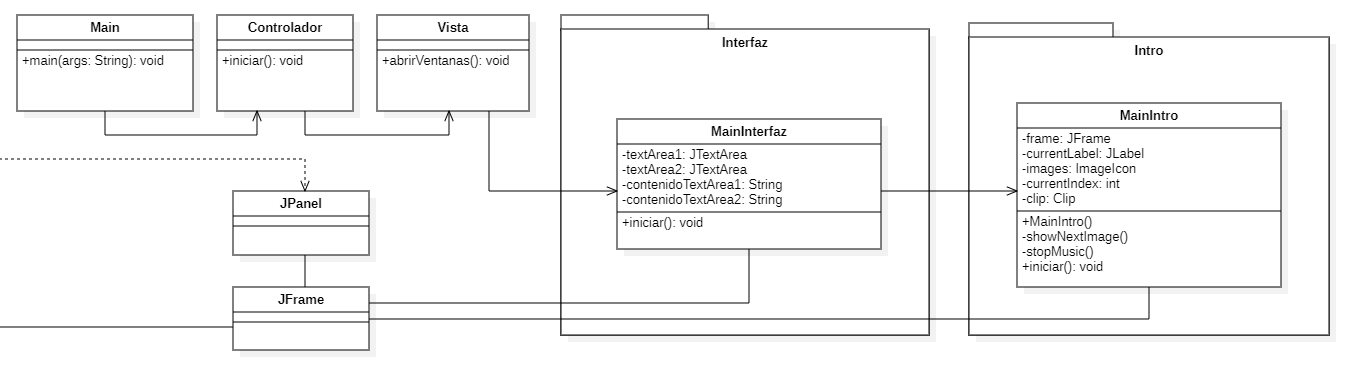 Main
+main(args: String): void
Controlador
+iniciar(): void
Vista
+abrirVentanas(): void
Interfaz
MainInterfaz
-textArea1: JTextArea
-textArea2: JTextArea
-contenidoTextArea1: String
-contenidoTextArea2: String
+iniciar(): void
Intro
MainIntro
-frame: JFrame
-currentLabel: JLabel
-images: ImageIcon
-currentIndex: int
-clip: Clip
+MainIntro()
-showNextImage()
-stopMusic()
+iniciar(): void
JPanel
JFrame